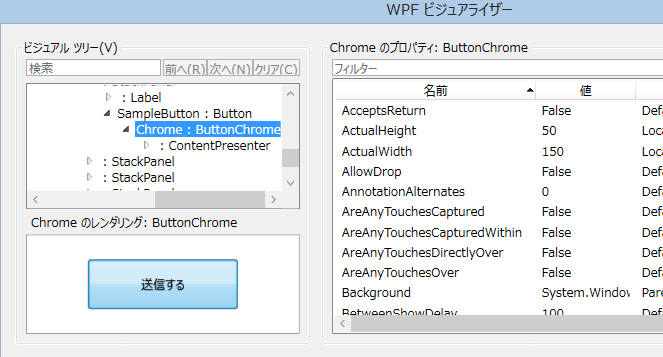 WPF ビジュアライザー
ビジュアル ツリー(V)
検索
前へ(R) 次へ(N) クリア(C)
: Label
SampleButton : Button
Chrome : ButtonChrome
: ContentPresenter
: StackPanel
: StackPanel
Chrome のレンダリング: ButtonChrome
送信する
Chrome のプロパティ: ButtonChrome
フィルター
名前 値
AcceptsReturn False Defa
ActualHeight 50 Loca
ActualWidth 150 Loca
AllowDrop False Defa
AnnotationAlternates 0 Defa
AreAnyTouchesCaptured False Defa
AreAnyTouchesCapturedWithin False Defa
AreAnyTouchesDirectlyOver False Defa
AreAnyTouchesOver False Defa
Background System.Window Pare
BetweenShowDelay 100 Defa